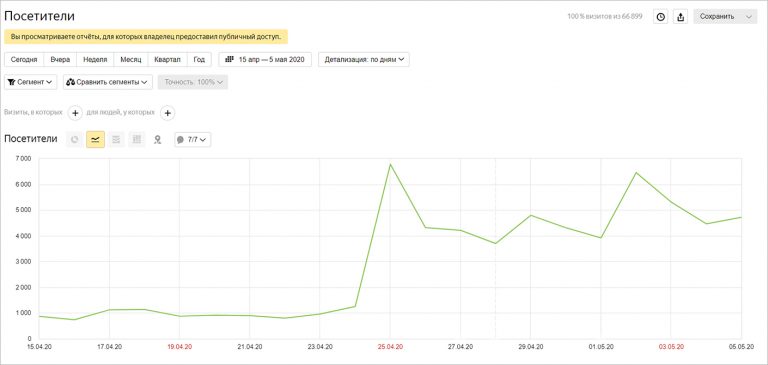 Посетители
100 % визитов из 66 899
Сохранить
Вы просматриваете отчёты, для которых владелец предоставил публичный доступ.
Сегодня Вчера Неделя Месяц Квартал Год 15 апр — 5 мая 2020 Детализация: по дням
Сегмент Сравнить сегменты Точность: 100%
Визиты, в которых + для людей, у которых +
Посетители 7/7
7 000
6 000
5 000
4 000
3 000
2 000
1 000
0
15.04.20 17.04.20 19.04.20 21.04.20 23.04.20 25.04.20 27.04.20 29.04.20 01.05.20 03.05.20 05.05.20